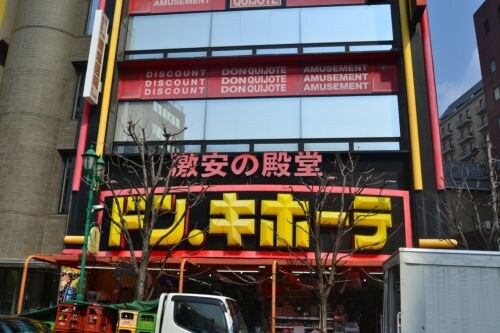 AMUSEMENT QUIJOTE AMUSEMENT
DISCOUNT DON QUIJOTE AMUSEMENT
DISCOUNT DON QUIJOTE AMUSEMENT
DISCOUNT DON QUIJOTE AMUSEMENT
激安の殿堂
ドン.キホーテ